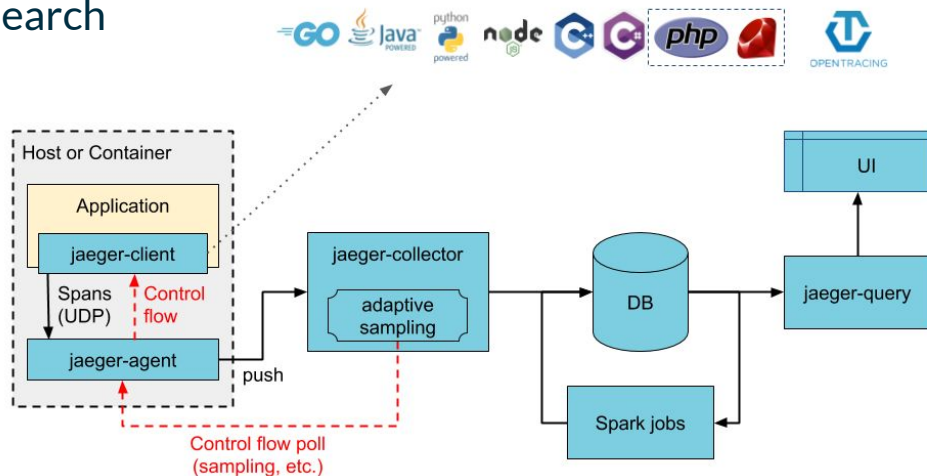 earch
GO
Java
POWERED
python
powered
node
JS
C++
C#
php
OPENTRACING
Host or Container
Application
jaeger-client
Spans
(UDP)
Control
flow
jaeger-agent
push
jaeger-collector
adaptive
sampling
Control flow poll
(sampling, etc.)
DB
Spark jobs
UI
jaeger-query